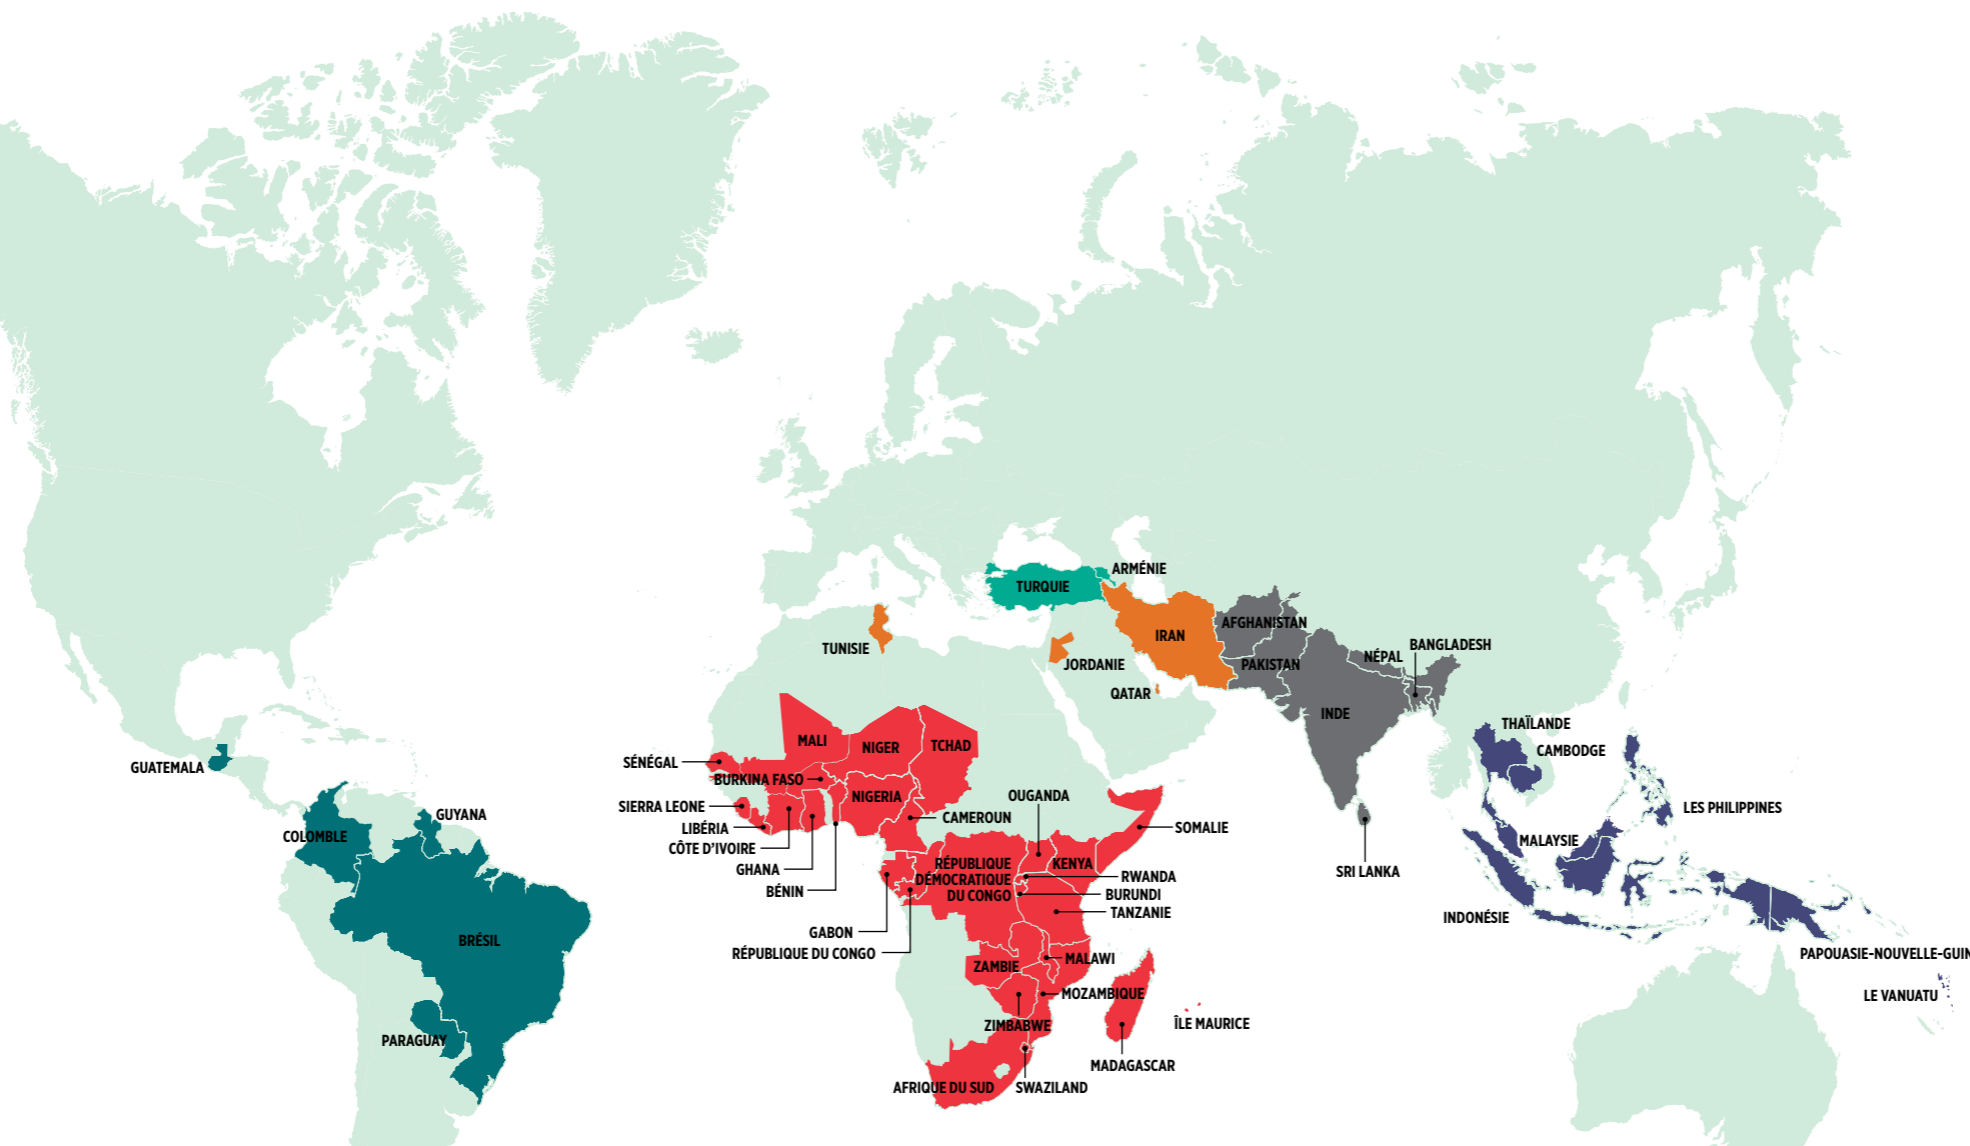 ARMÉNIE
TURQUIE
AFGHANISTAN
IRAN
TUNISIE
BANGLADESH
NÉPAL
JORDANIE
PAKISTAN
QATAR
INDE
THAÏLANDE
MALI
NIGER
TCHAD
CAMBODGE
SÉNÉGAL
GUATEMALA
BURKINA FASO
NIGERIA
OUGANDA
SIERRA LEONE
LES PHILIPPINES
GUYANA
CAMEROUN
LIBÉRIA
SOMALIE
COLOMBLE
MALAYSIE
CÔTE D'IVOIRE
GHANA
RÉPUBLIQUE
DÉMOCRATIQUE
DU CONGO
KENYA
SRI LANKA
RWANDA
BÉNIN
BURUNDI
TANZANIE
INDONÉSIE
GABON
BRÉSIL
RÉPUBLIQUE DU CONGO
PAPOUASIE-NOUVELLE-GUIN
MALAWI
ZAMBIE
MOZAMBIQUE
LE VANUATU
ZIMBABWE
ÎLE MAURICE
PARAGUAY
MADAGASCAR
AFRIQUE DU SUD
SWAZILAND